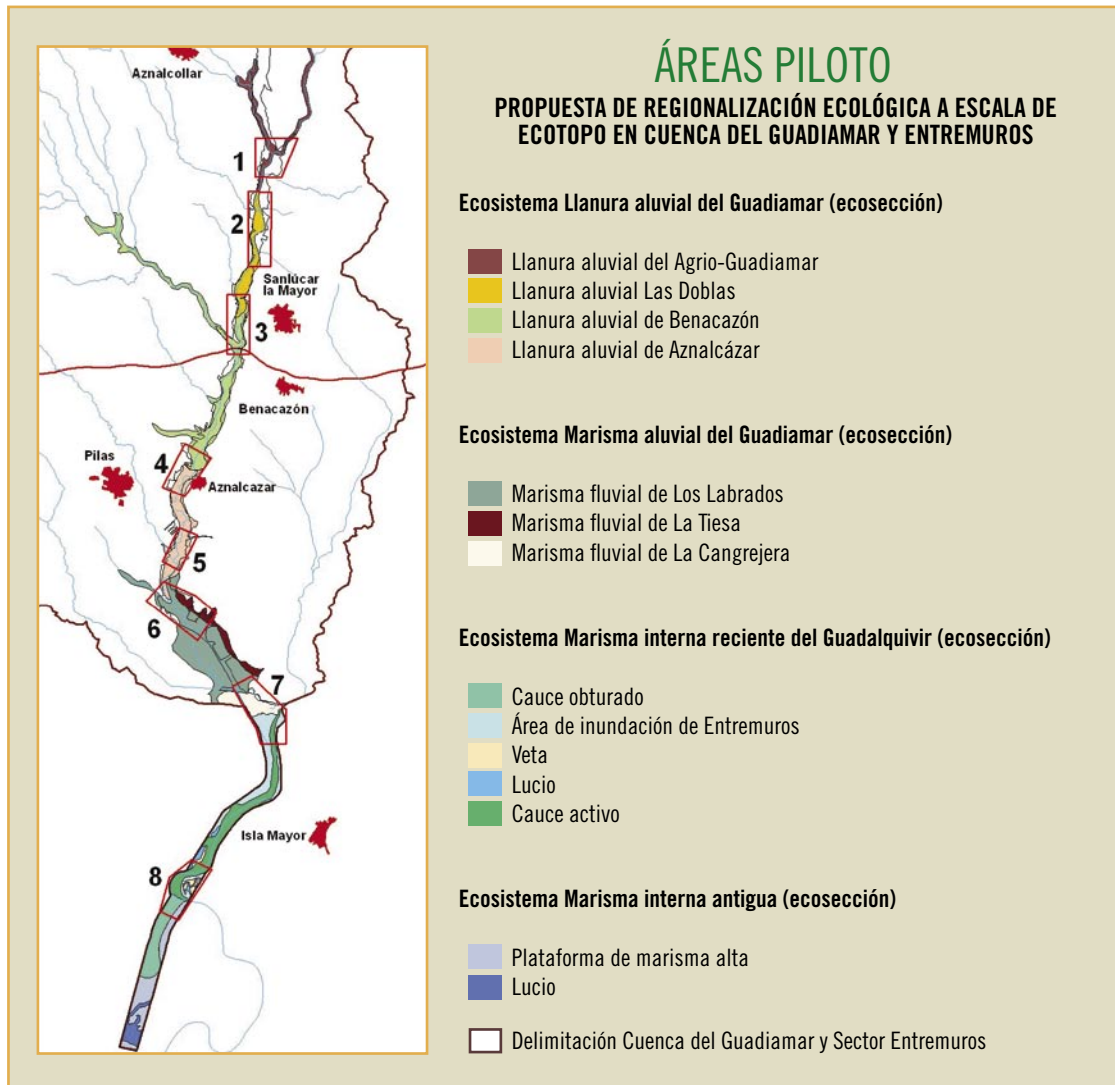 ÁREAS PILOTO
PROPUESTA DE REGIONALIZACIÓN ECOLÓGICA A ESCALA DE
ECOTOPO EN CUENCA DEL GUADIAMAR Y ENTREMUROS
Aznalcollar
1
2
Sanlúcar
la Mayor
3
Benacazón
Pilas
4
Aznalcazar
5
6
7
Isla Mayor
8
Ecosistema Llanura aluvial del Guadiamar (ecosección)
Llanura aluvial del Agrio-Guadiamar
Llanura aluvial Las Doblas
Llanura aluvial de Benacazón
Llanura aluvial de Aznalcázar
Ecosistema Marisma aluvial del Guadiamar (ecosección)
Marisma fluvial de Los Labrados
Marisma fluvial de La Tiesa
Marisma fluvial de La Cangrejera
Ecosistema Marisma interna reciente del Guadalquivir (ecosección)
Cauce obturado
Área de inundación de Entremuros
Veta
Lucio
Cauce activo
Ecosistema Marisma interna antigua (ecosección)
Plataforma de marisma alta
Lucio
Delimitación Cuenca del Guadiamar y Sector Entremuros